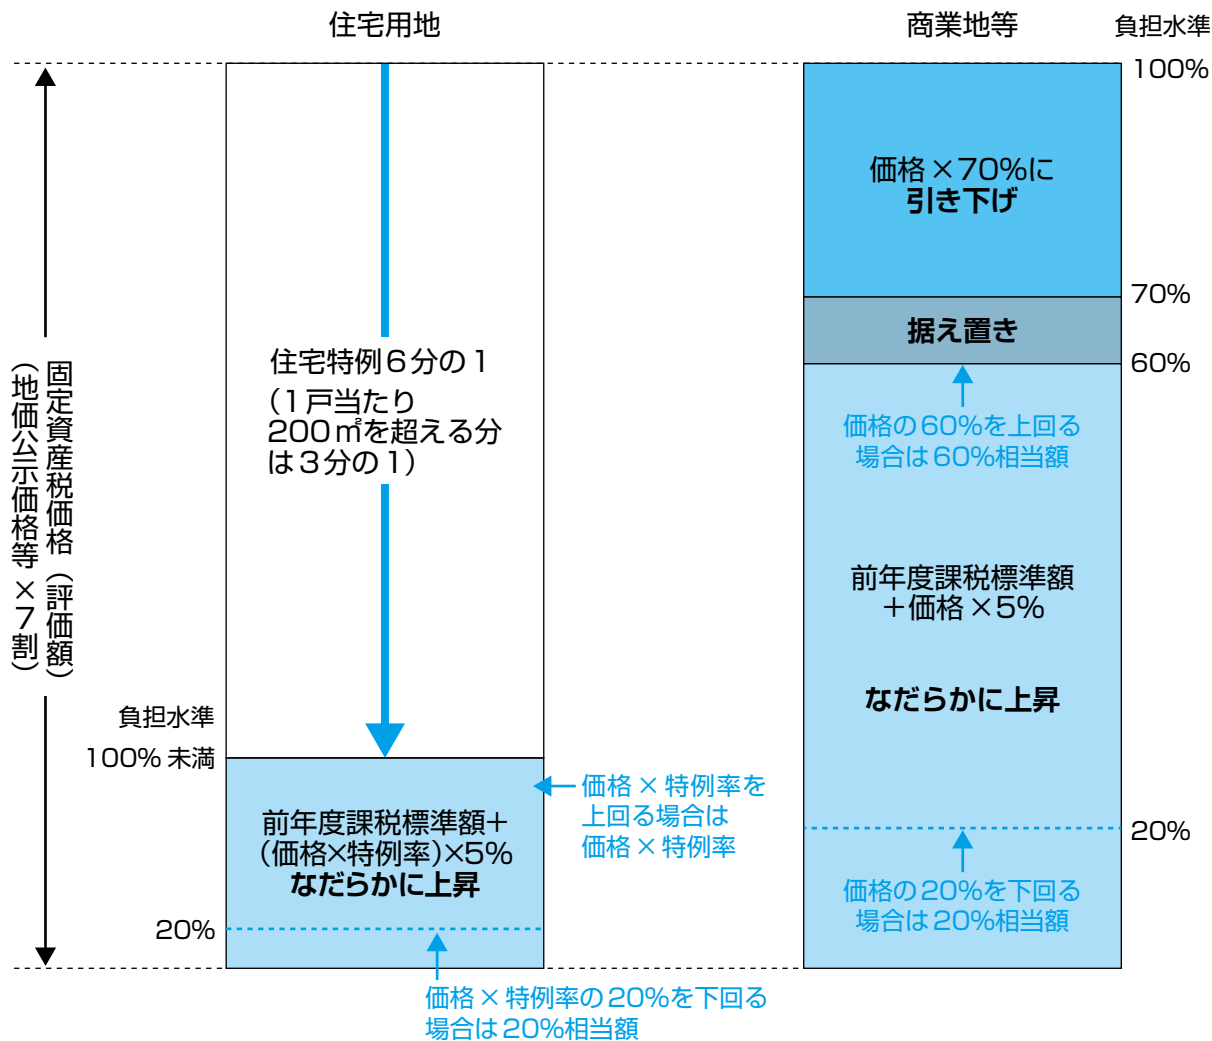 住宅用地
商業地等
負担水準
100%
価格×70%に
引き下げ
70%
据え置き
60%
価格の60%を上回る
場合は60%相当額
前年度課税標準額
＋価格×5%
なだらかに上昇
20%
価格の20%を下回る
場合は20%相当額
住宅特例6分の1
（1戸当たり
200㎡を超える分
は3分の1）
固定資産税価格（評価額）
（地価公示価格等×7割）
負担水準
100% 未満
前年度課税標準額＋
（価格×特例率）×5%
なだらかに上昇
20%
価格×特例率を
上回る場合は
価格×特例率
価格×特例率の20%を下回る
場合は20%相当額